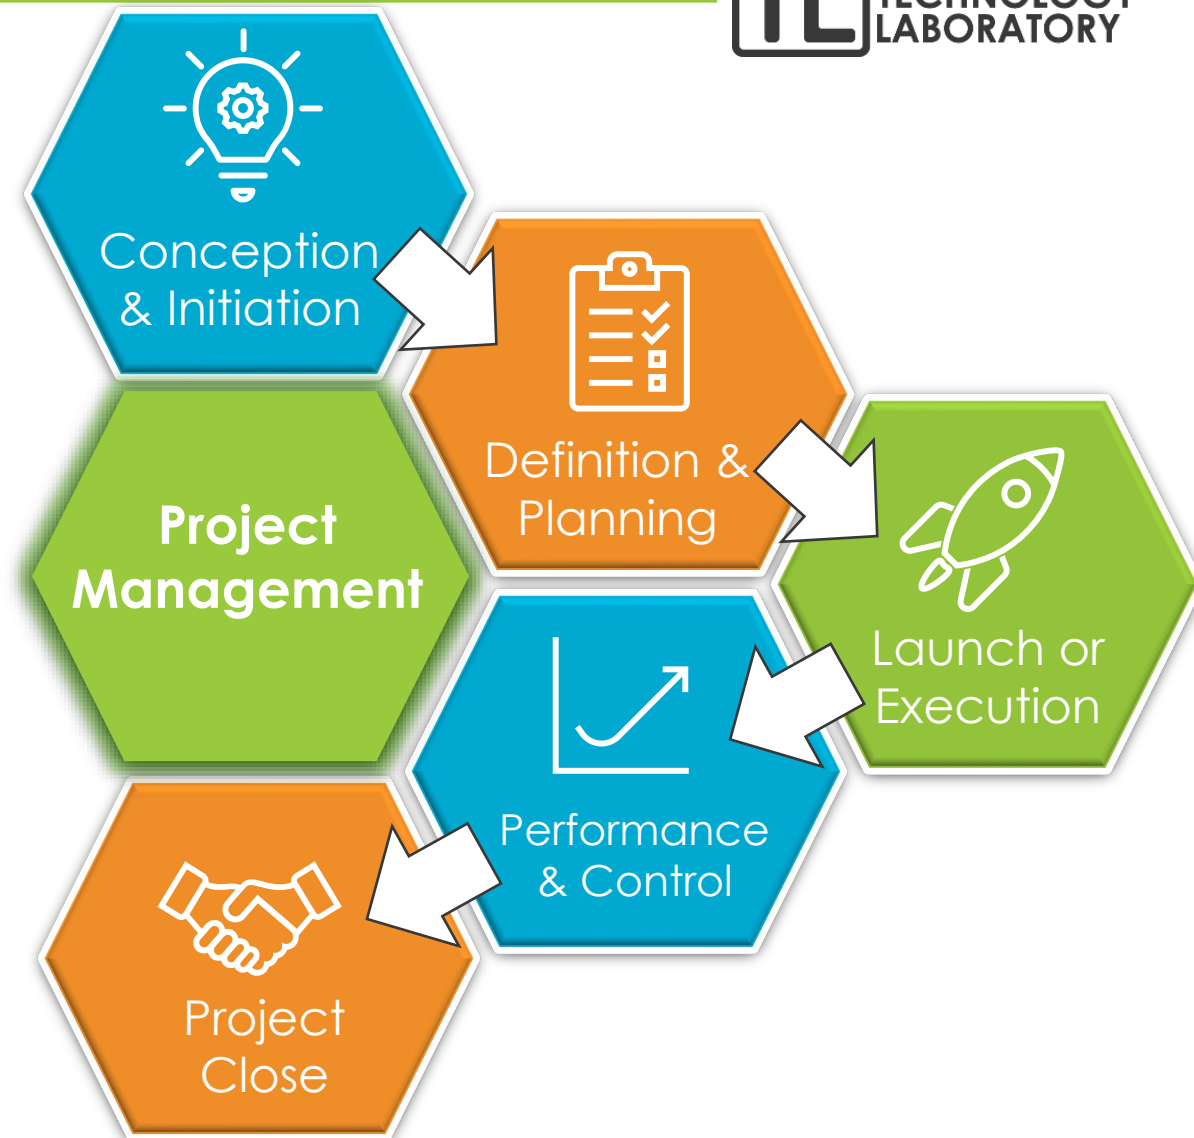 LABORATORY
Conception
& Initiation
Definition &
Planning
Project
Management
Launch or
Execution
Performance
& Control
Project
Close